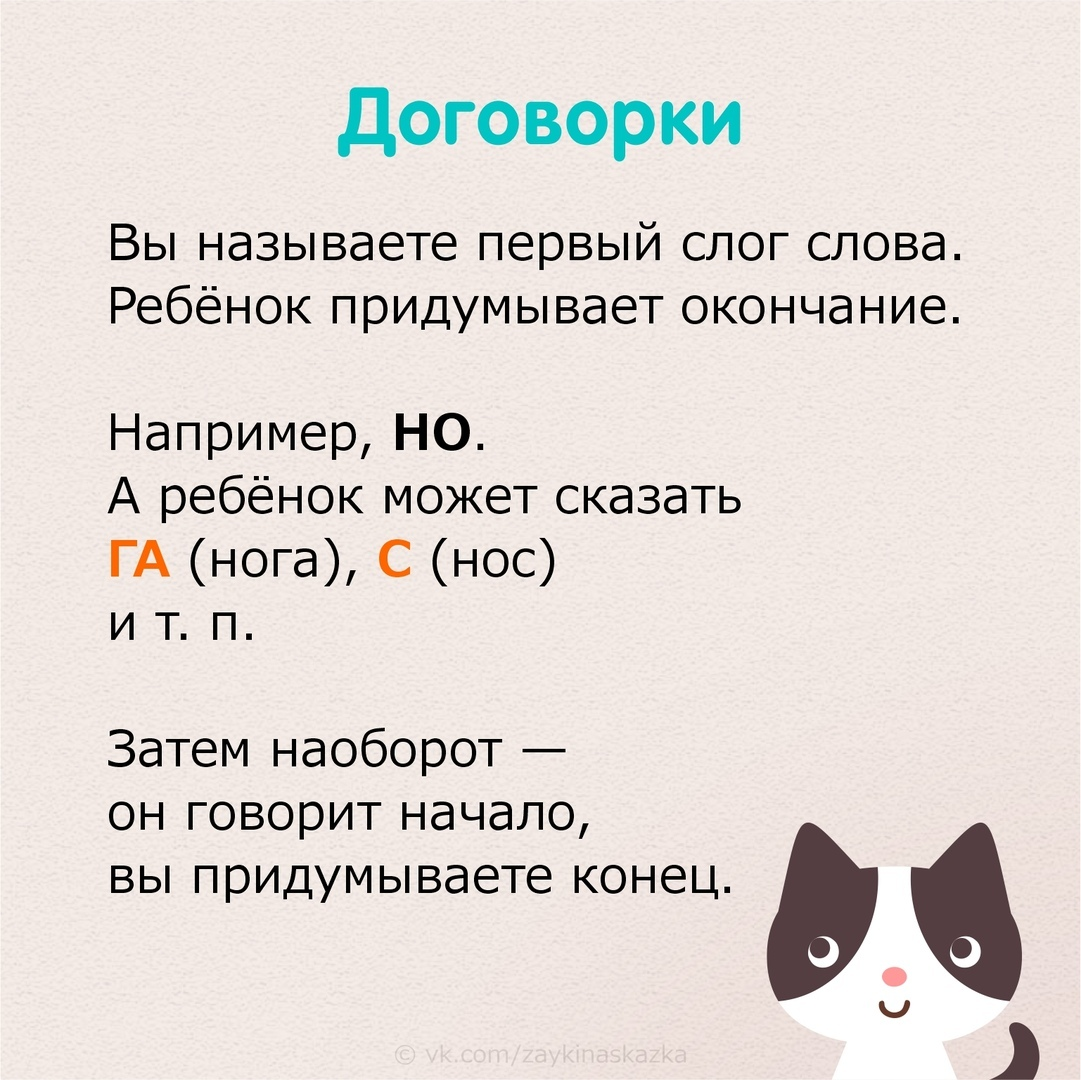 Договорки
Вы называете первый слог слова.
Ребёнок придумывает окончание.
Например, НО.
А ребёнок может сказать
ГА (нога), С (нос)
и т. п.
Затем наоборот —
он говорит начало,
вы придумываете конец.
© vk.com/zaykinaskazka